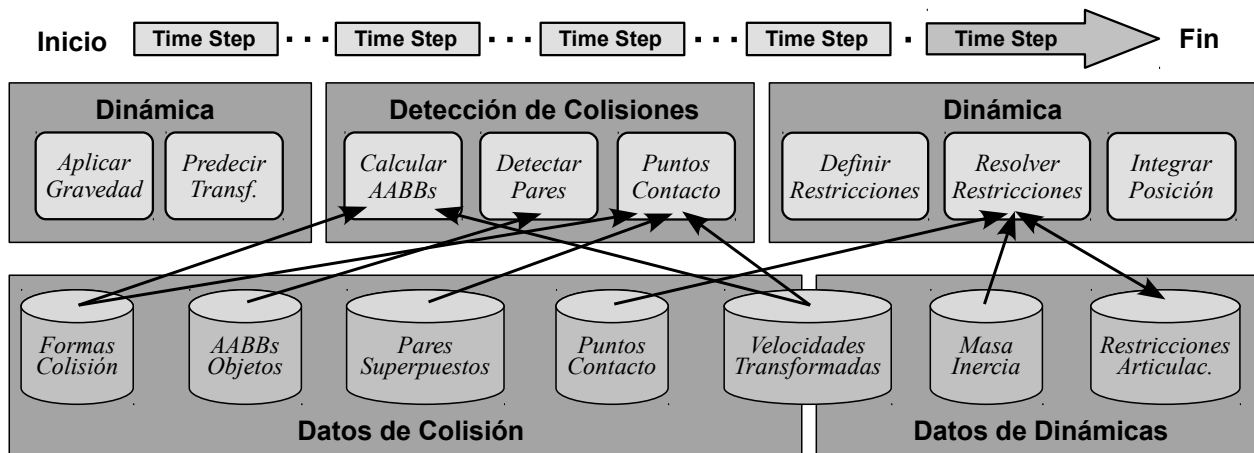 Inicio Time Step Time Step Time Step Time Step Time Step Fin
Dinámica Detección de Colisiones Dinámica
Aplicar Predecir Calcular Detectar Puntos Definir Resolver Integrar
Gravedad Transf. AABBs Pares Contacto Restricciones Restricciones Posición
Formas AABBs Pares Puntos Velocidades Masa Restricciones
Colisión Objetos Superpuestos Contacto Transformadas Inercia Articulac.
Datos de Colisión Datos de Dinámicas